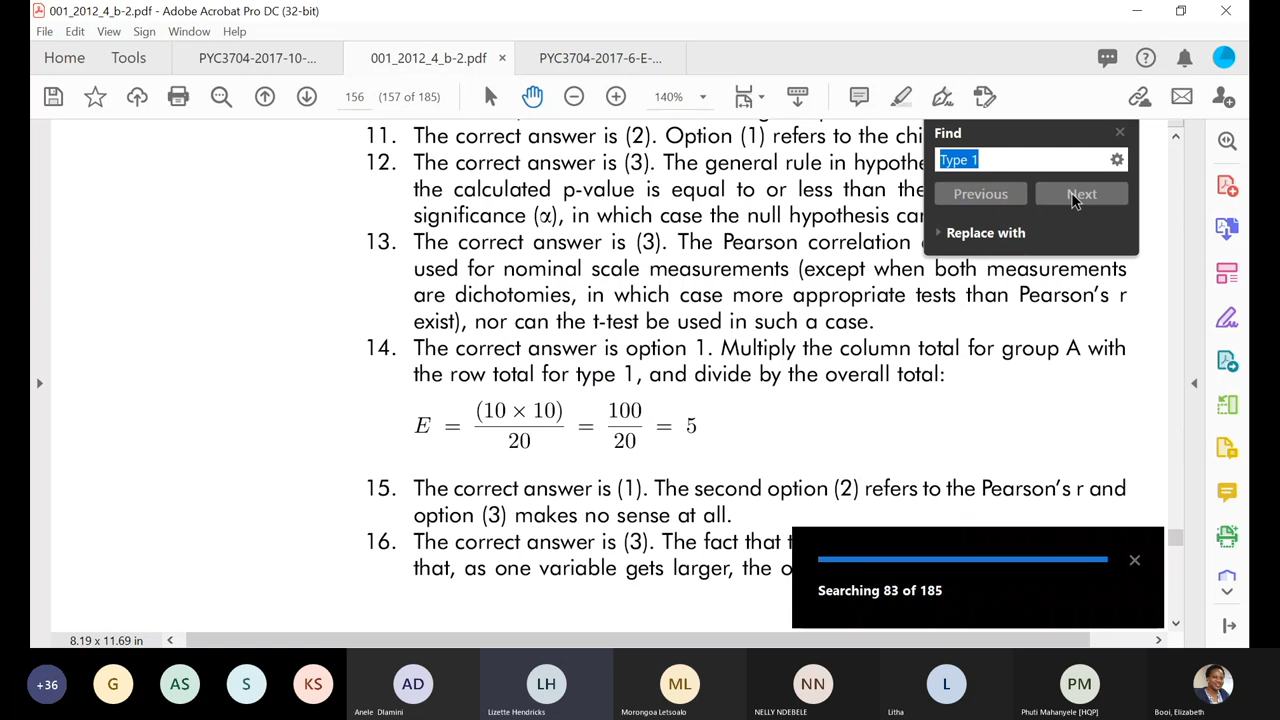 001_2012_4_b-2.pdf - Adobe Acrobat Pro DC (32-bit)
File Edit View Sign Window Help
Home Tools PYC3704-2017-10-... 001_2012_4_b-2.pdf × PYC3704-2017-6-E-...
156 (157 of 185) 140%
11. The correct answer is (2). Option (1) refers to the chi
12. The correct answer is (3). The general rule in hypothe
the calculated p-value is equal to or less than the
significance (α), in which case the null hypothesis car
13. The correct answer is (3). The Pearson correlation
used for nominal scale measurements (except when both measurements
are dichotomies, in which case more appropriate tests than Pearson's r
exist), nor can the t-test be used in such a case.
14. The correct answer is option 1. Multiply the column total for group A with
the row total for type 1, and divide by the overall total:
E = (10 × 10) / 20 = 100 / 20 = 5
15. The correct answer is (1). The second option (2) refers to the Pearson's r and
option (3) makes no sense at all.
16. The correct answer is (3). The fact that t
that, as one variable gets larger, the o
Find
Type 1
Previous Next
Replace with
Searching 83 of 185
8.19 x 11.69 in
+36 G AS S KS AD LH ML NN L PM
Anele Dlamini Lizette Hendricks Morongoa Letsoalo NELLY NDEBELE Litha Phuti Mahanyele [HQP] Booi, Elizabeth